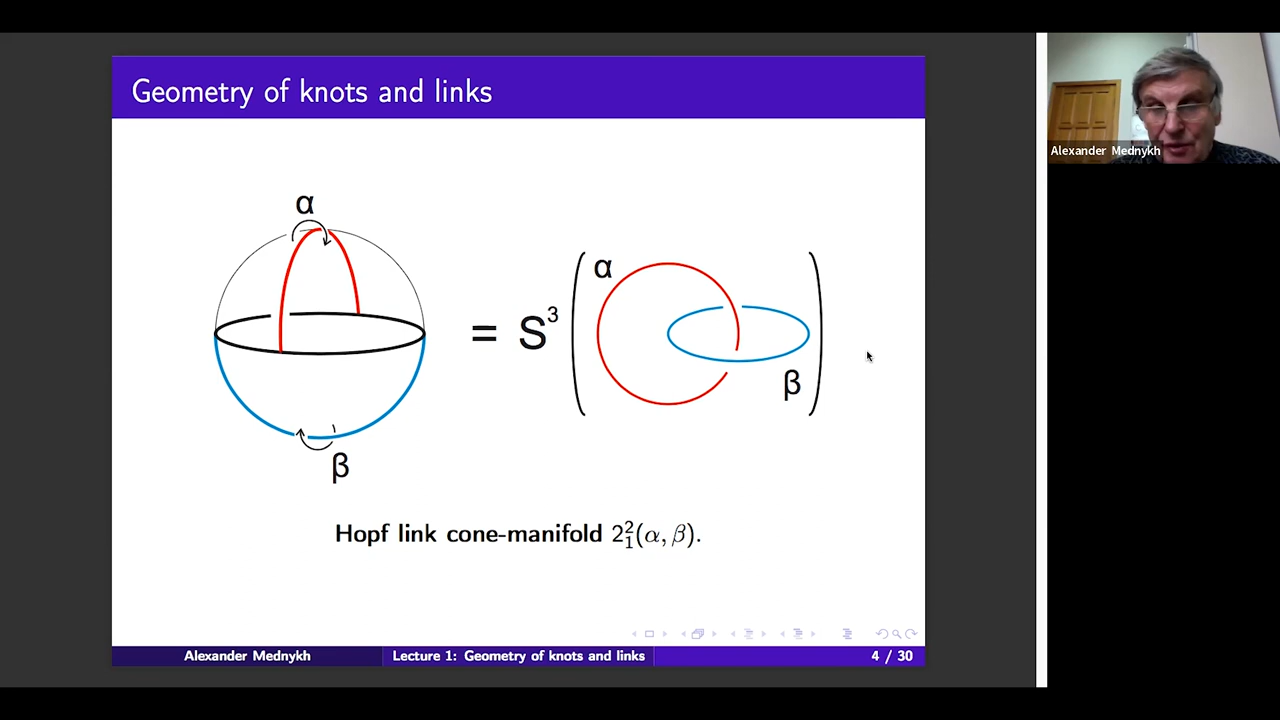 Geometry of knots and links
α
β
= S³
α
β
Hopf link cone-manifold 2²₁(α, β).
Alexander Mednykh
Lecture 1: Geometry of knots and links
4 / 30
Alexander Mednykh